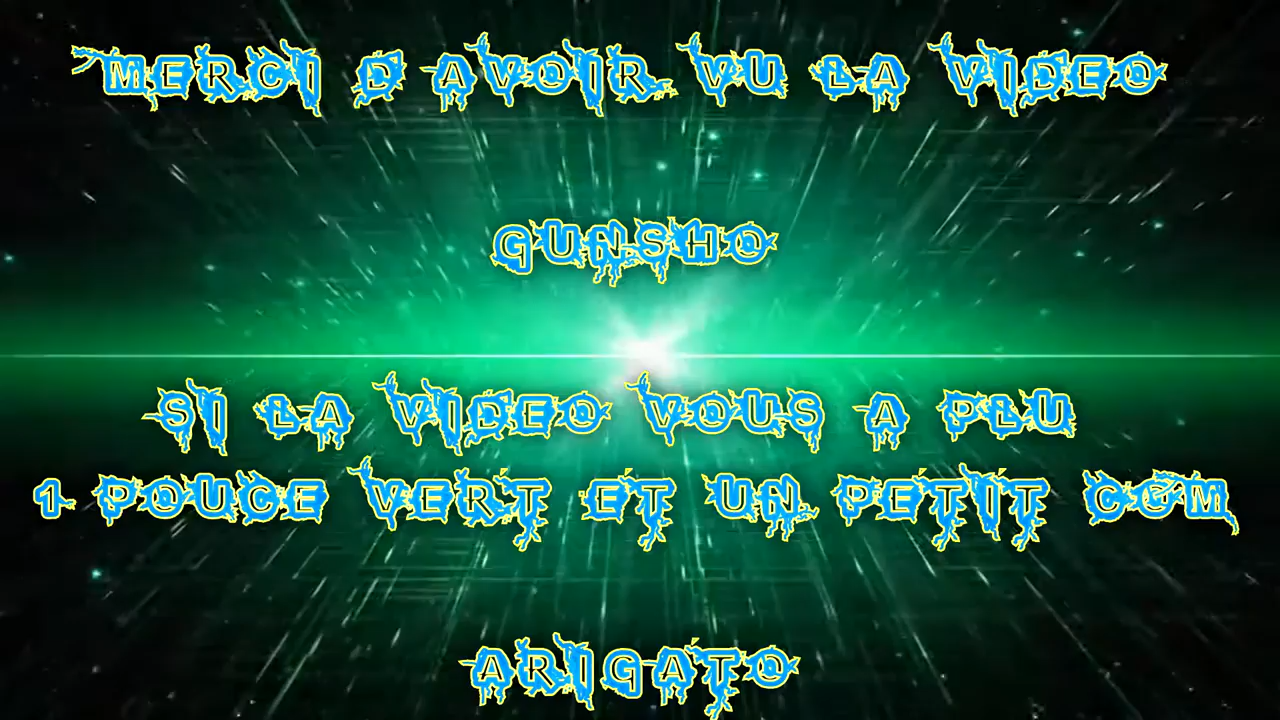 MERCI D AVOIR VU LA VIDEO
GUNSHO
SI LA VIDEO VOUS A PLU
1 POUCE VERT ET UN PETIT COM
ARIGATO